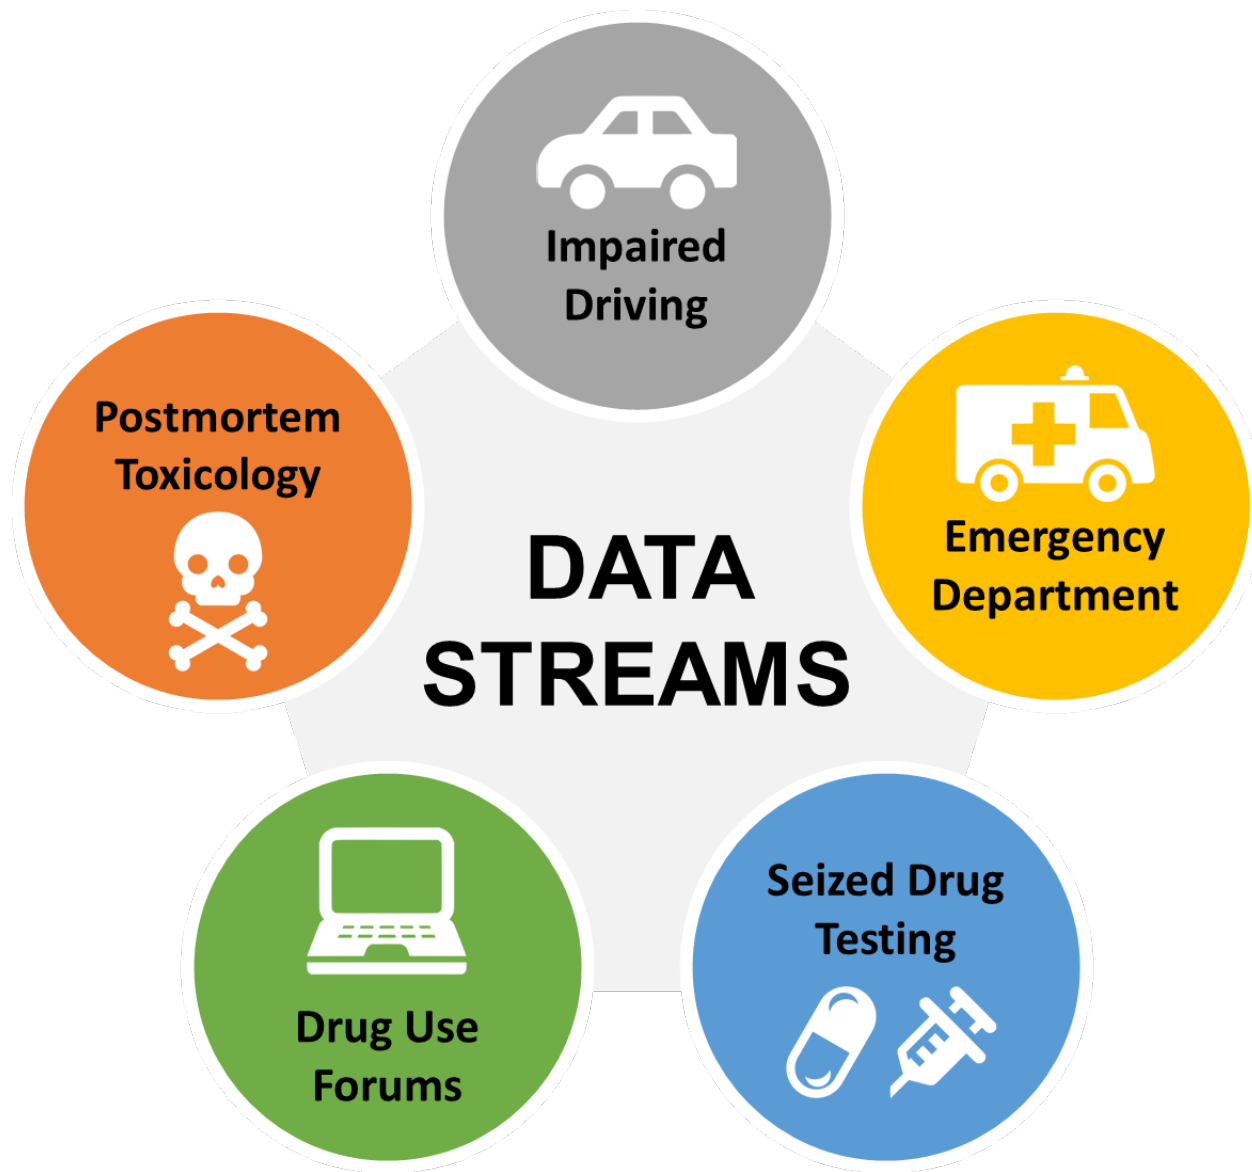 Impaired
Driving
Postmortem
Toxicology
Emergency
Department
DATA
STREAMS
Drug Use
Forums
Seized Drug
Testing